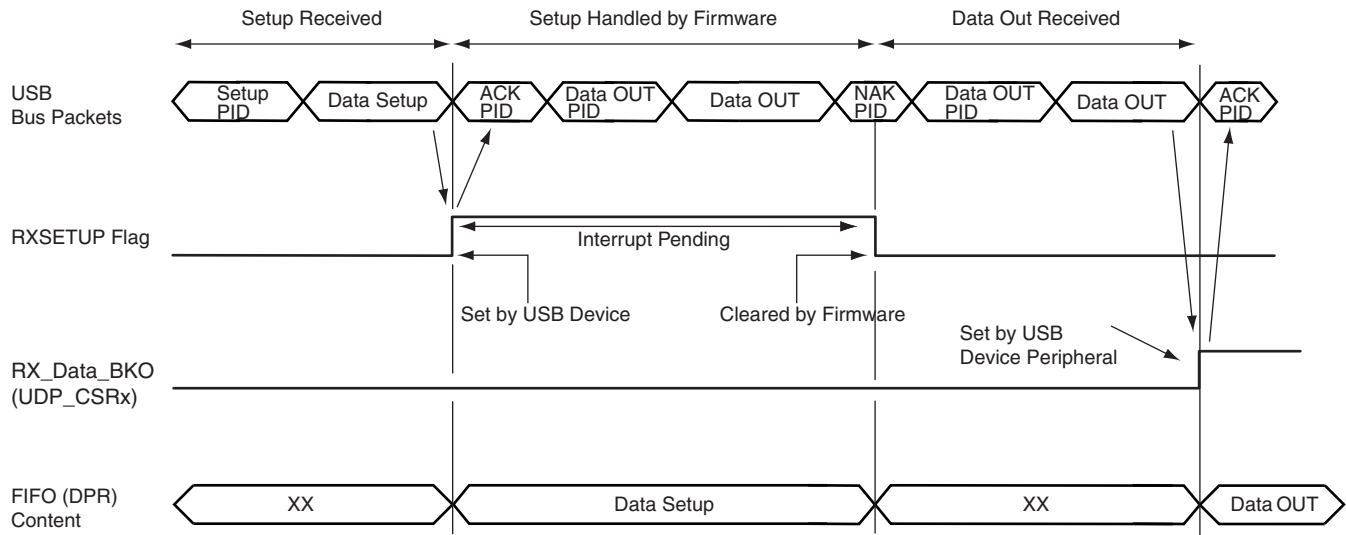 Setup Received
Setup Handled by Firmware
Data Out Received
USB
Bus Packets
Setup
PID
Data Setup
ACK
PID
Data OUT
PID
Data OUT
NAK
PID
Data OUT
PID
Data OUT
ACK
PID
RXSETUP Flag
Interrupt Pending
Set by USB Device
Cleared by Firmware
Set by USB
Device Peripheral
RX_Data_BKO
(UDP_CSRx)
FIFO (DPR)
Content
XX
Data Setup
XX
Data OUT